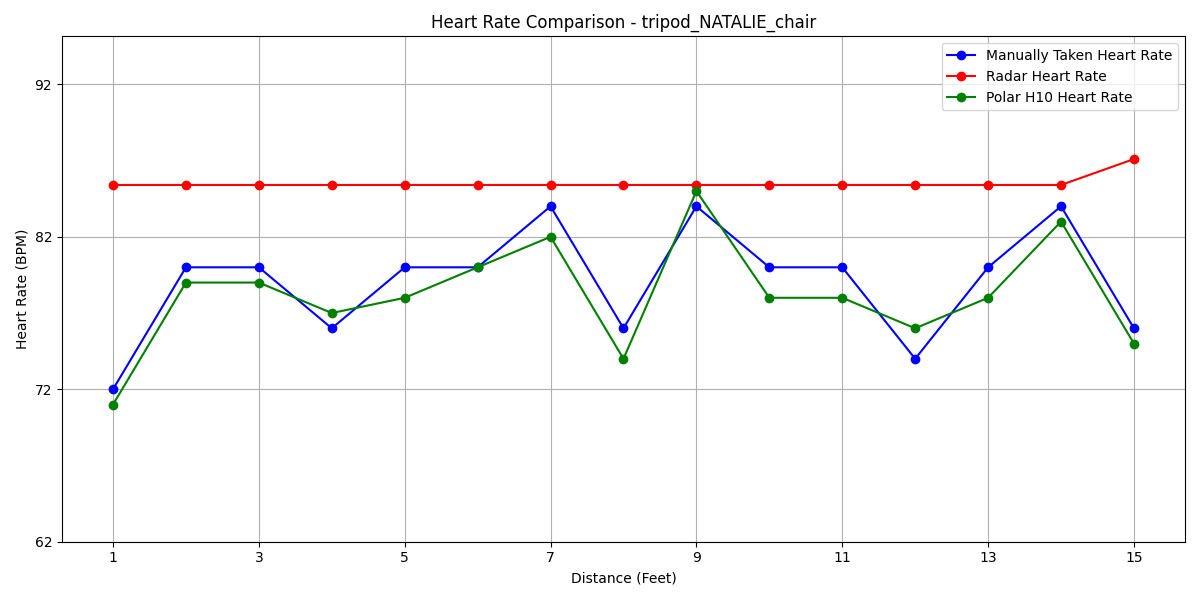 Heart Rate Comparison - tripod_NATALIE_chair
Manually Taken Heart Rate
Radar Heart Rate
Polar H10 Heart Rate
Heart Rate (BPM)
92
82
72
62
1 3 5 7 9 11 13 15
Distance (Feet)